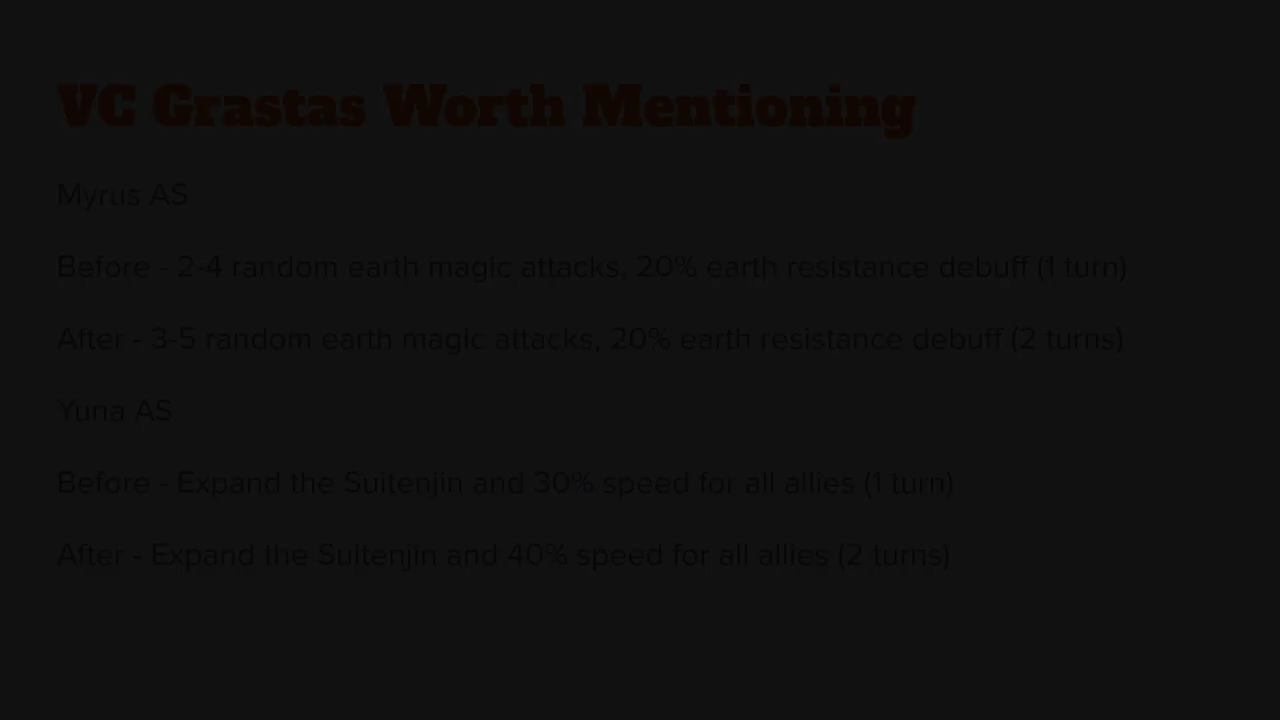 VC Grastas Worth Mentioning
Myrus AS
Before - 2-4 random earth magic attacks, 20% earth resistance debuff (1 turn)
After - 3-5 random earth magic attacks, 20% earth resistance debuff (2 turns)
Yuna AS
Before - Expand the Suitenjin and 30% speed for all allies (1 turn)
After - Expand the Suitenjin and 40% speed for all allies (2 turns)